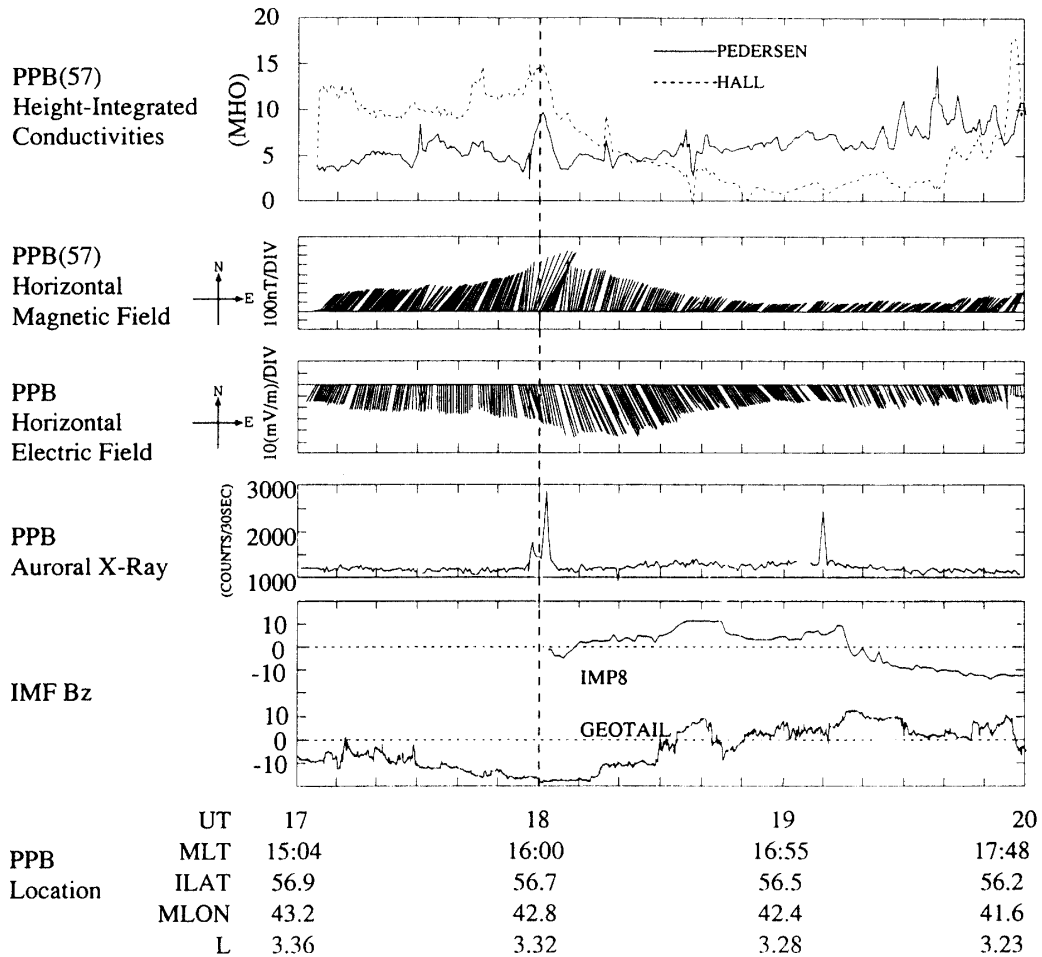 20
15
10
5
0
(MHO)
PPB(57)
Height-Integrated
Conductivities
PEDERSEN
HALL
PPB(57)
Horizontal
Magnetic Field
N
E
100nT/DIV
PPB
Horizontal
Electric Field
N
E
10(mV/m)/DIV
PPB
Auroral X-Ray
(COUNTS/30SEC)
3000
2000
1000
IMF Bz
10
0
-10
IMP8
10
0
-10
GEOTAIL
PPB
Location
UT 17 18 19 20
MLT 15:04 16:00 16:55 17:48
ILAT 56.9 56.7 56.5 56.2
MLON 43.2 42.8 42.4 41.6
L 3.36 3.32 3.28 3.23